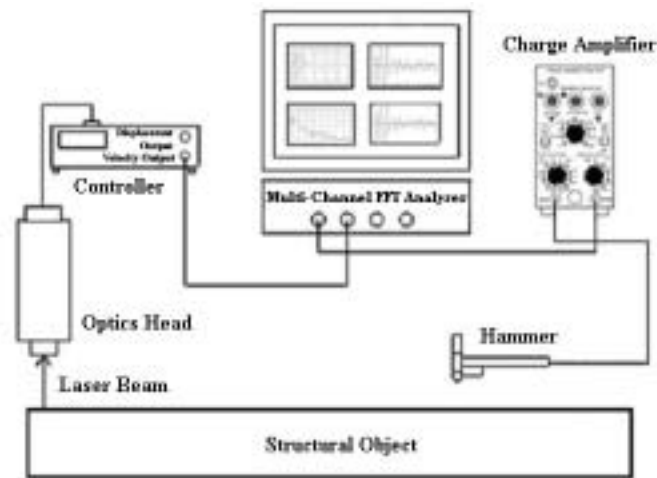 Charge Amplifier
Displacement
Output
Velocity Output
Controller
Multi-Channel FFT Analyzer
Optics Head
Hammer
Laser Beam
Structural Object